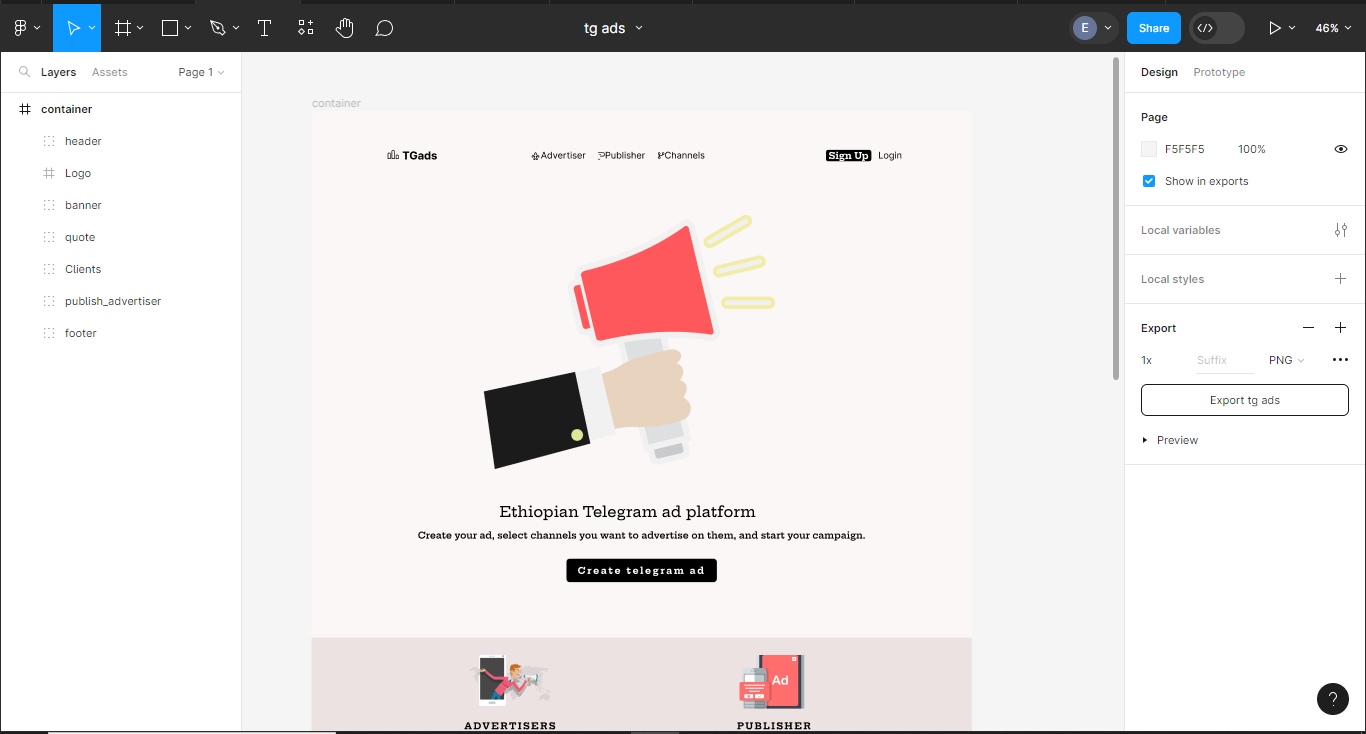 tg ads
E
Share
46%
Layers
Assets
Page 1
container
header
Logo
banner
quote
Clients
publish_advertiser
footer
container
TGads
Advertiser
Publisher
Channels
Sign Up
Login
Ethiopian Telegram ad platform
Create your ad, select channels you want to advertise on them, and start your campaign.
Create telegram ad
Ad
ADVERTISERS
PUBLISHER
Design
Prototype
Page
F5F5F5
100%
Show in exports
Local variables
Local styles
Export
1x
Suffix
PNG
Export tg ads
Preview
?